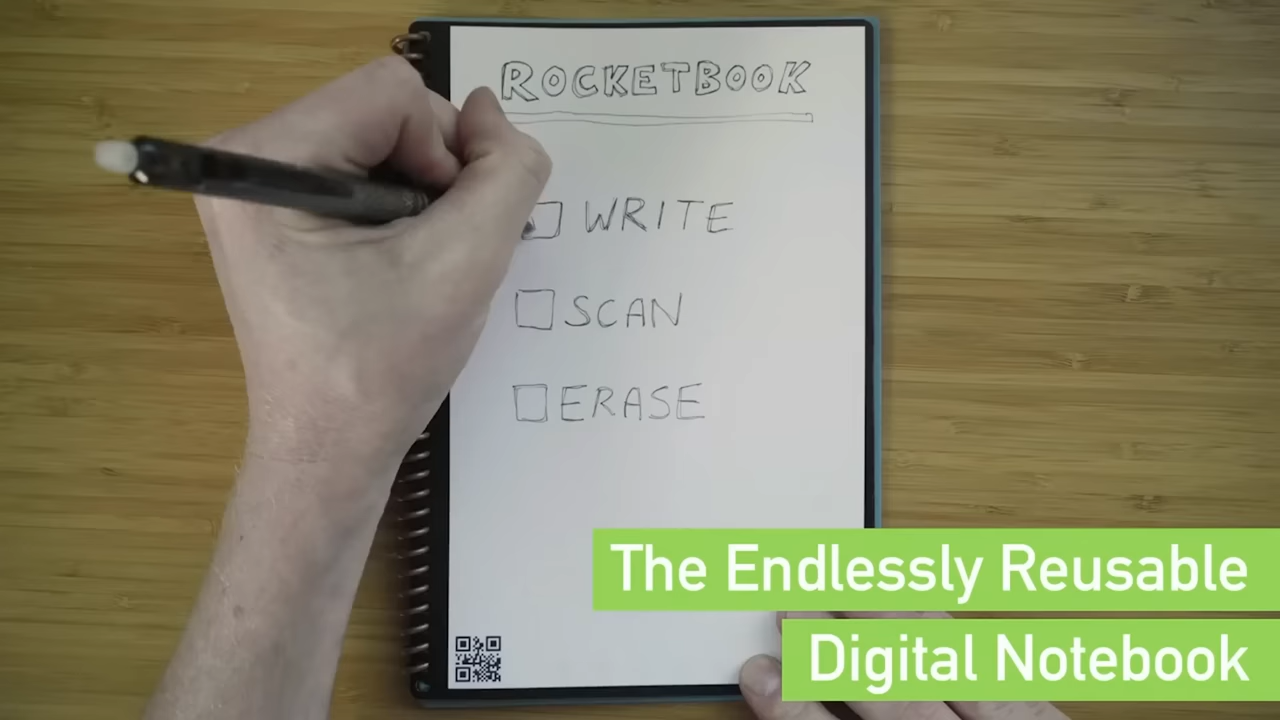 ROCKETBOOK
WRITE
SCAN
ERASE
The Endlessly Reusable
Digital Notebook